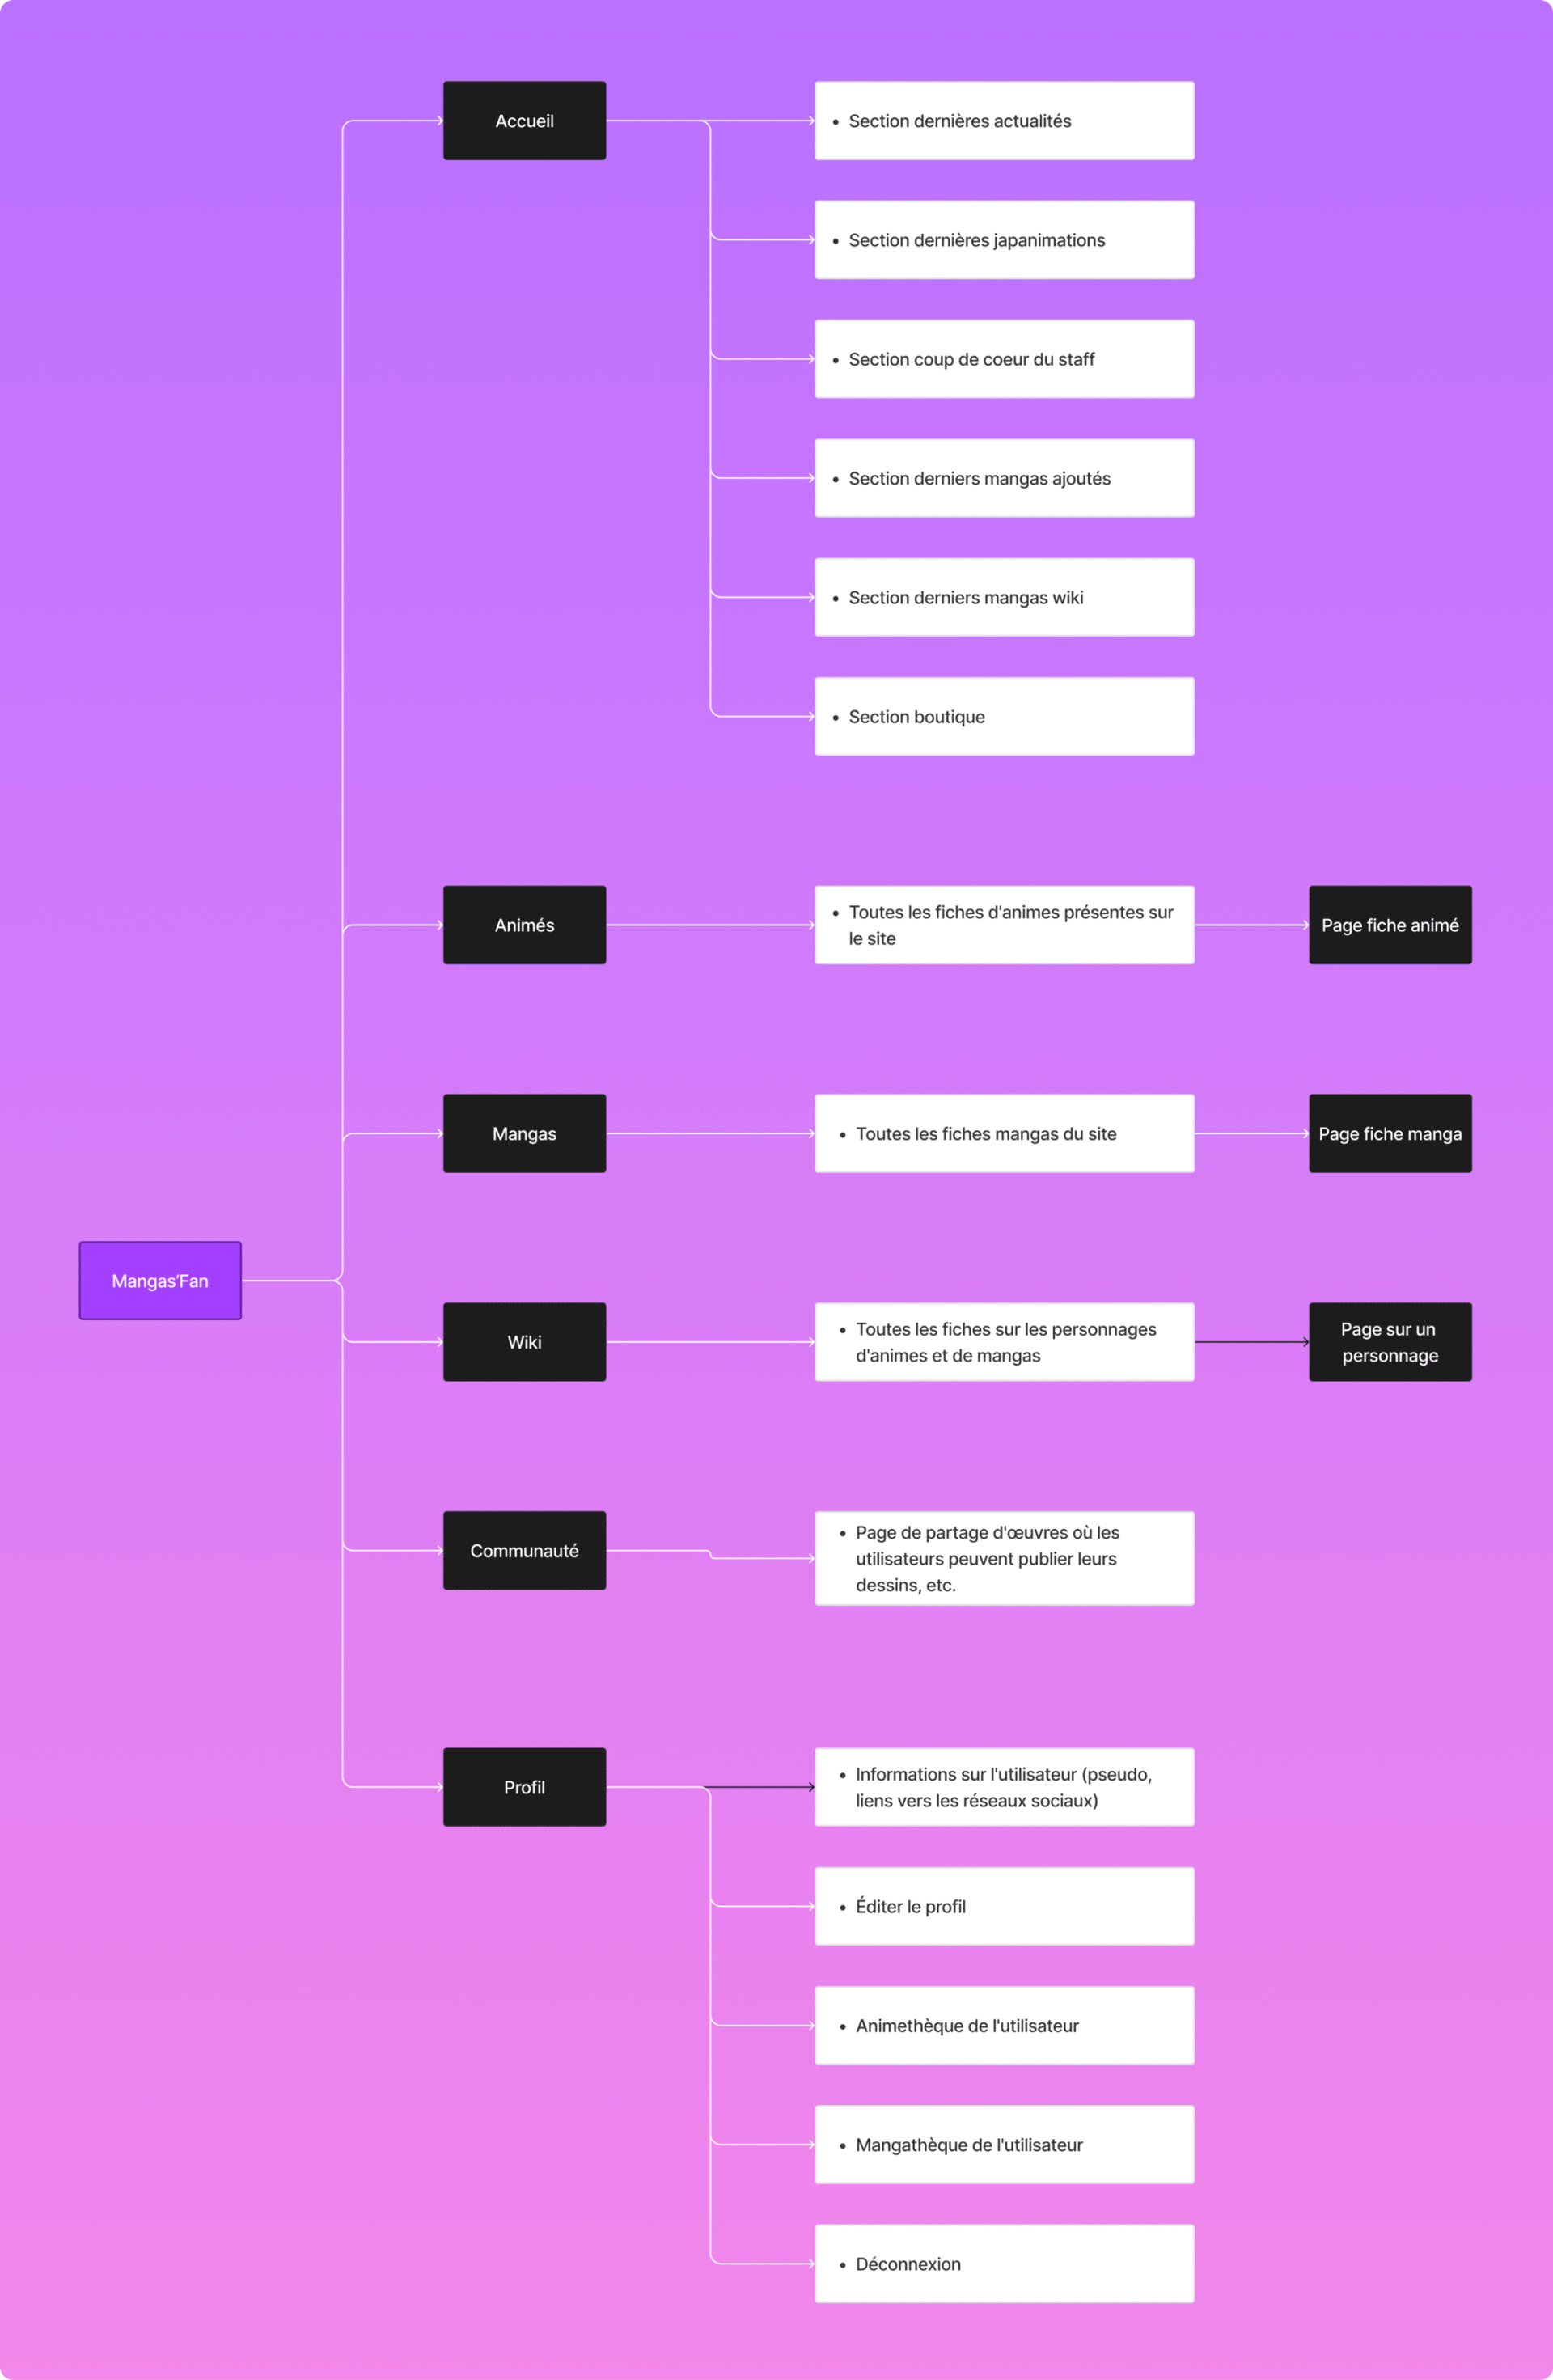 Accueil
• Section dernières actualités
• Section dernières japanimations
• Section coup de coeur du staff
• Section derniers mangas ajoutés
• Section derniers mangas wiki
• Section boutique
Animés
• Toutes les fiches d'animes présentes sur
le site
Page fiche animé
Mangas
• Toutes les fiches mangas du site
Page fiche manga
Mangas’Fan
Wiki
• Toutes les fiches sur les personnages
d'animes et de mangas
Page sur un
personnage
Communauté
• Page de partage d'œuvres où les
utilisateurs peuvent publier leurs
dessins, etc.
Profil
• Informations sur l'utilisateur (pseudo,
liens vers les réseaux sociaux)
• Éditer le profil
• Animethèque de l'utilisateur
• Mangathèque de l'utilisateur
• Déconnexion